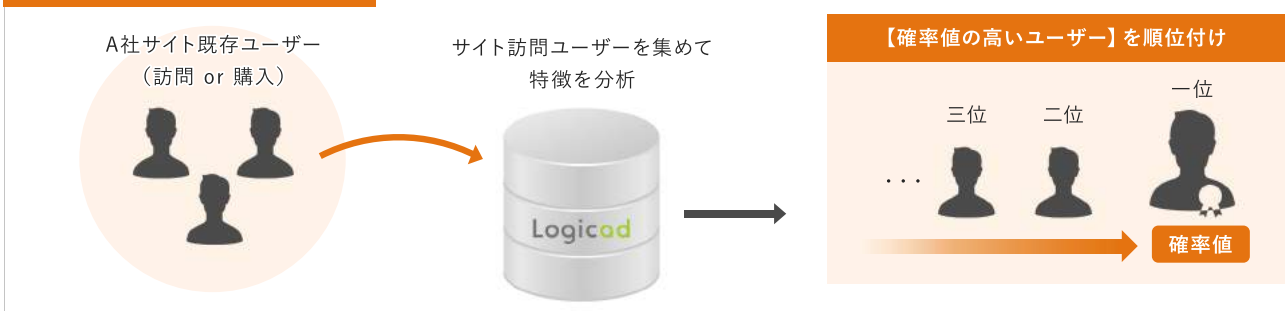 A社サイト既存ユーザー
（訪問 or 購入）
サイト訪問ユーザーを集めて
特徴を分析
Logicad
【確率値の高いユーザー】を順位付け
一位
三位 二位
...
確率値